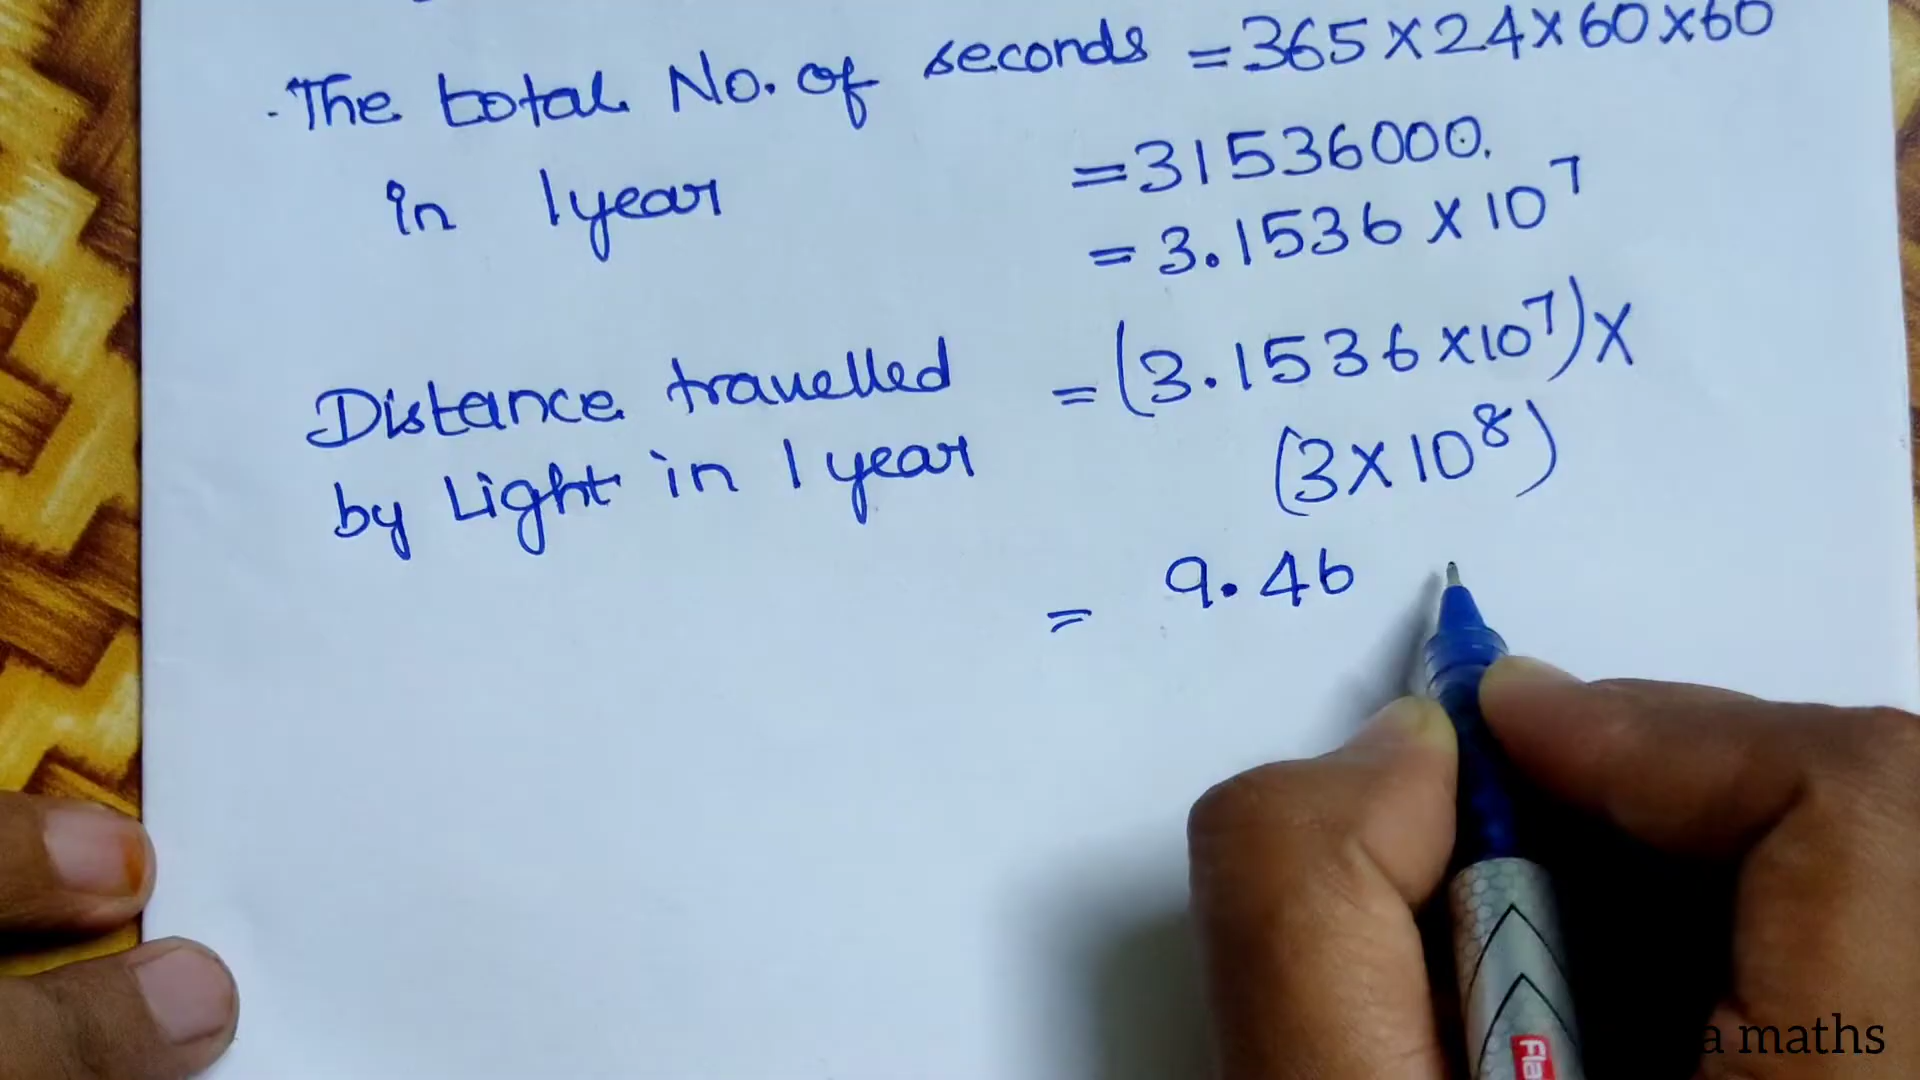 The total No. of seconds = 365 × 24 × 60 × 60
in 1 year
= 31536000.
= 3.1536 × 10⁷
Distance travelled = (3.1536 × 10⁷) ×
by Light in 1 year (3 × 10⁸)
= 9.46
a maths
Fla